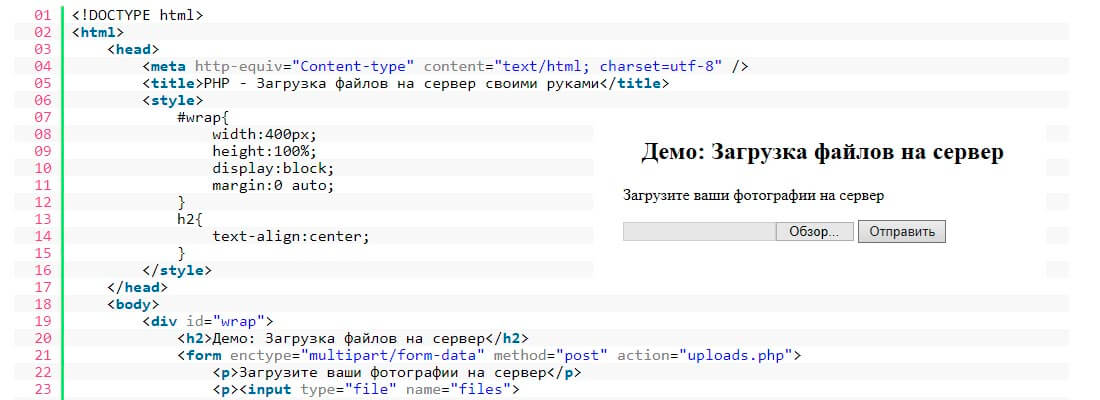 01 <!DOCTYPE html>
02 <html>
03     <head>
04         <meta http-equiv="Content-type" content="text/html; charset=utf-8" />
05         <title>PHP - Загрузка файлов на сервер своими руками</title>
06         <style>
07             #wrap{
08                 width:400px;
09                 height:100%;
10                 display:block;
11                 margin:0 auto;
12             }
13             h2{
14                 text-align:center;
15             }
16         </style>
17     </head>
18     <body>
19         <div id="wrap">
20             <h2>Демо: Загрузка файлов на сервер</h2>
21             <form enctype="multipart/form-data" method="post" action="uploads.php">
22                 <p>Загрузите ваши фотографии на сервер</p>
23                 <p><input type="file" name="files">
Демо: Загрузка файлов на сервер
Загрузите ваши фотографии на сервер
Обзор... Отправить